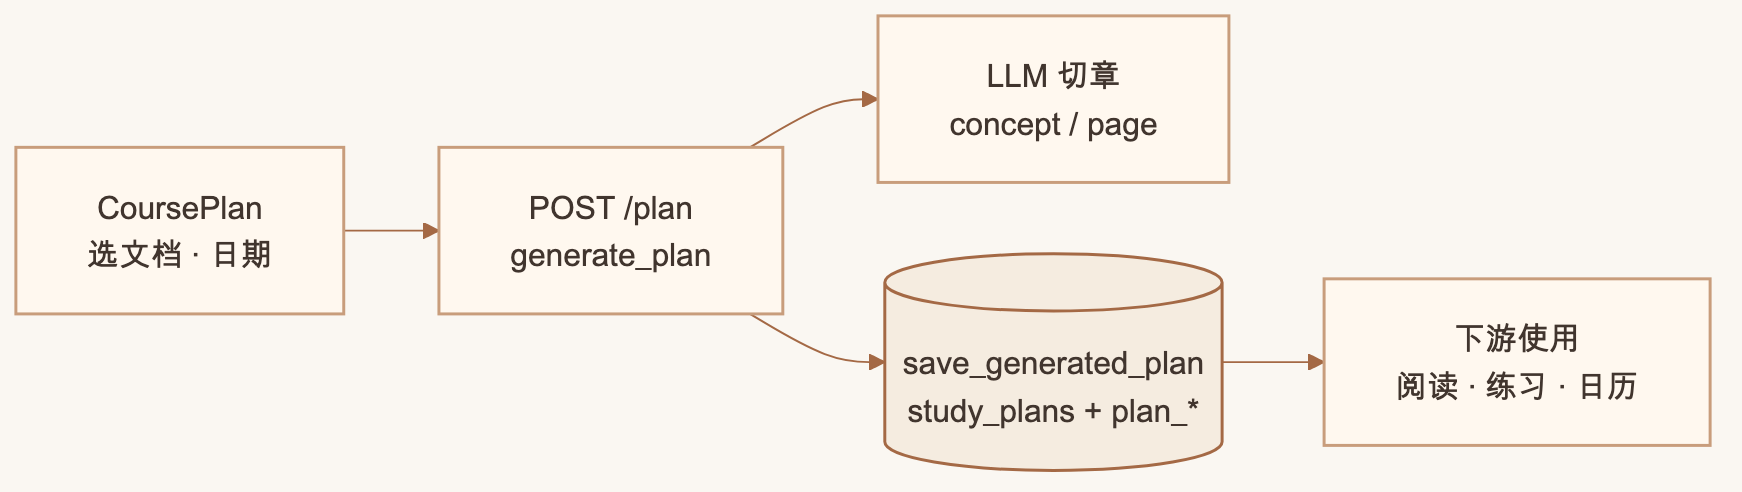 CoursePlan
选文档 · 日期
POST /plan
generate_plan
LLM 切章
concept / page
save_generated_plan
study_plans + plan_*
下游使用
阅读 · 练习 · 日历